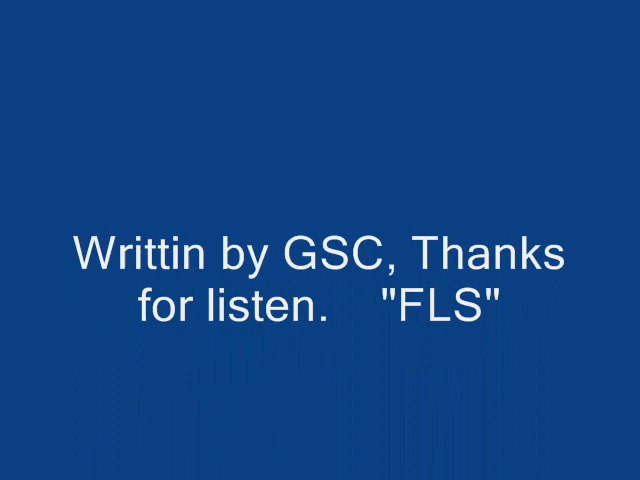 Writtin by GSC, Thanks
for listen. "FLS"